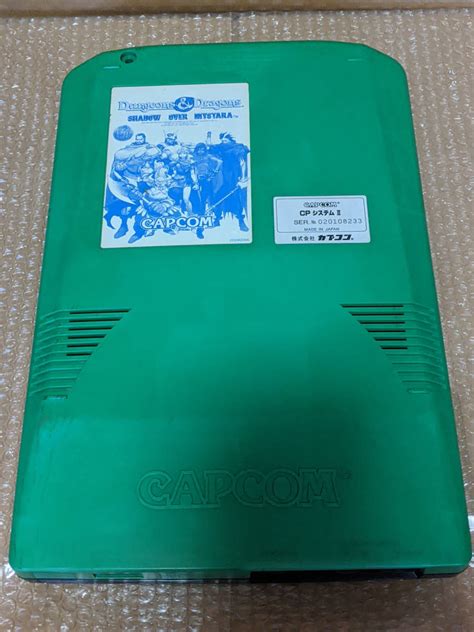 Dungeons & Dragons
SHADOW OVER MYSTARA™
CAPCOM
CAPCOM
CP システム Ⅱ
SER. № 020108233
MADE IN JAPAN
株式会社 カプコン®
CAPCOM